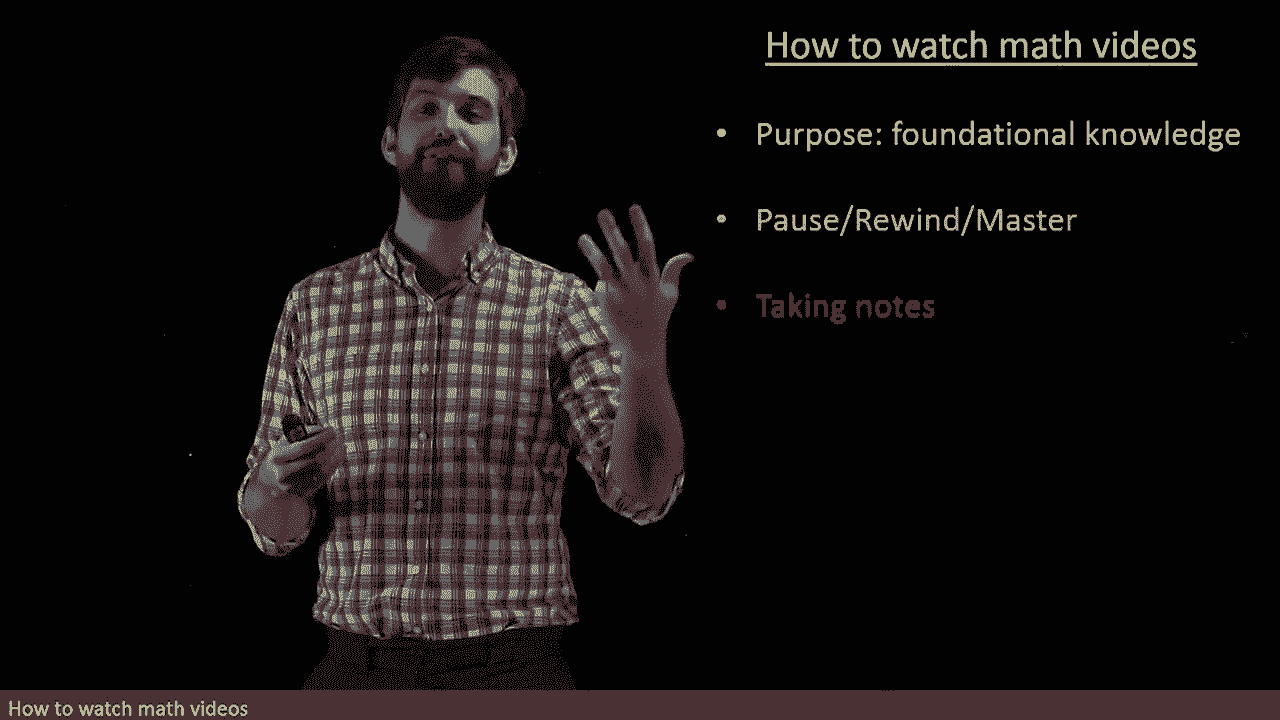 How to watch math videos
• Purpose: foundational knowledge
• Pause/Rewind/Master
• Taking notes
How to watch math videos